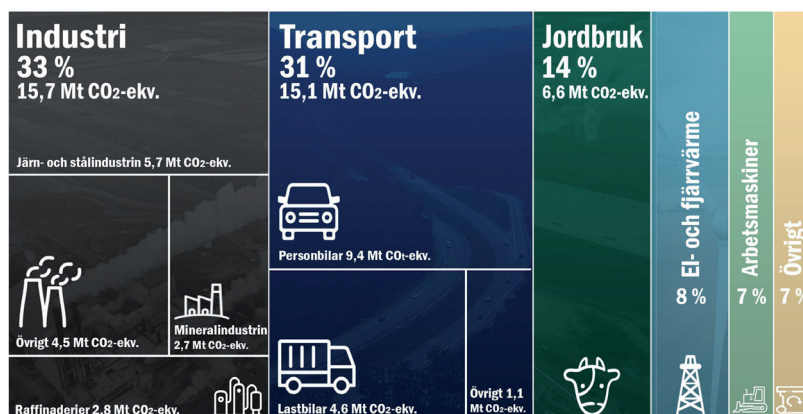 Industri
33 %
15,7 Mt CO2-ekv.
Järn- och stålindustrin 5,7 Mt CO2-ekv.
Övrigt 4,5 Mt CO2-ekv.
Mineralindustrin
2,7 Mt CO2-ekv.
Raffinaderier 2,8 Mt CO2-ekv.
Transport
31 %
15,1 Mt CO2-ekv.
Personbilar 9,4 Mt COt-ekv.
Lastbilar 4,6 Mt CO2-ekv.
Övrigt 1,1
Mt CO2-ekv.
Jordbruk
14 %
6,6 Mt CO2-ekv.
El- och fjärrvärme
8 %
Arbetsmaskiner
7 %
Övrigt
7 %